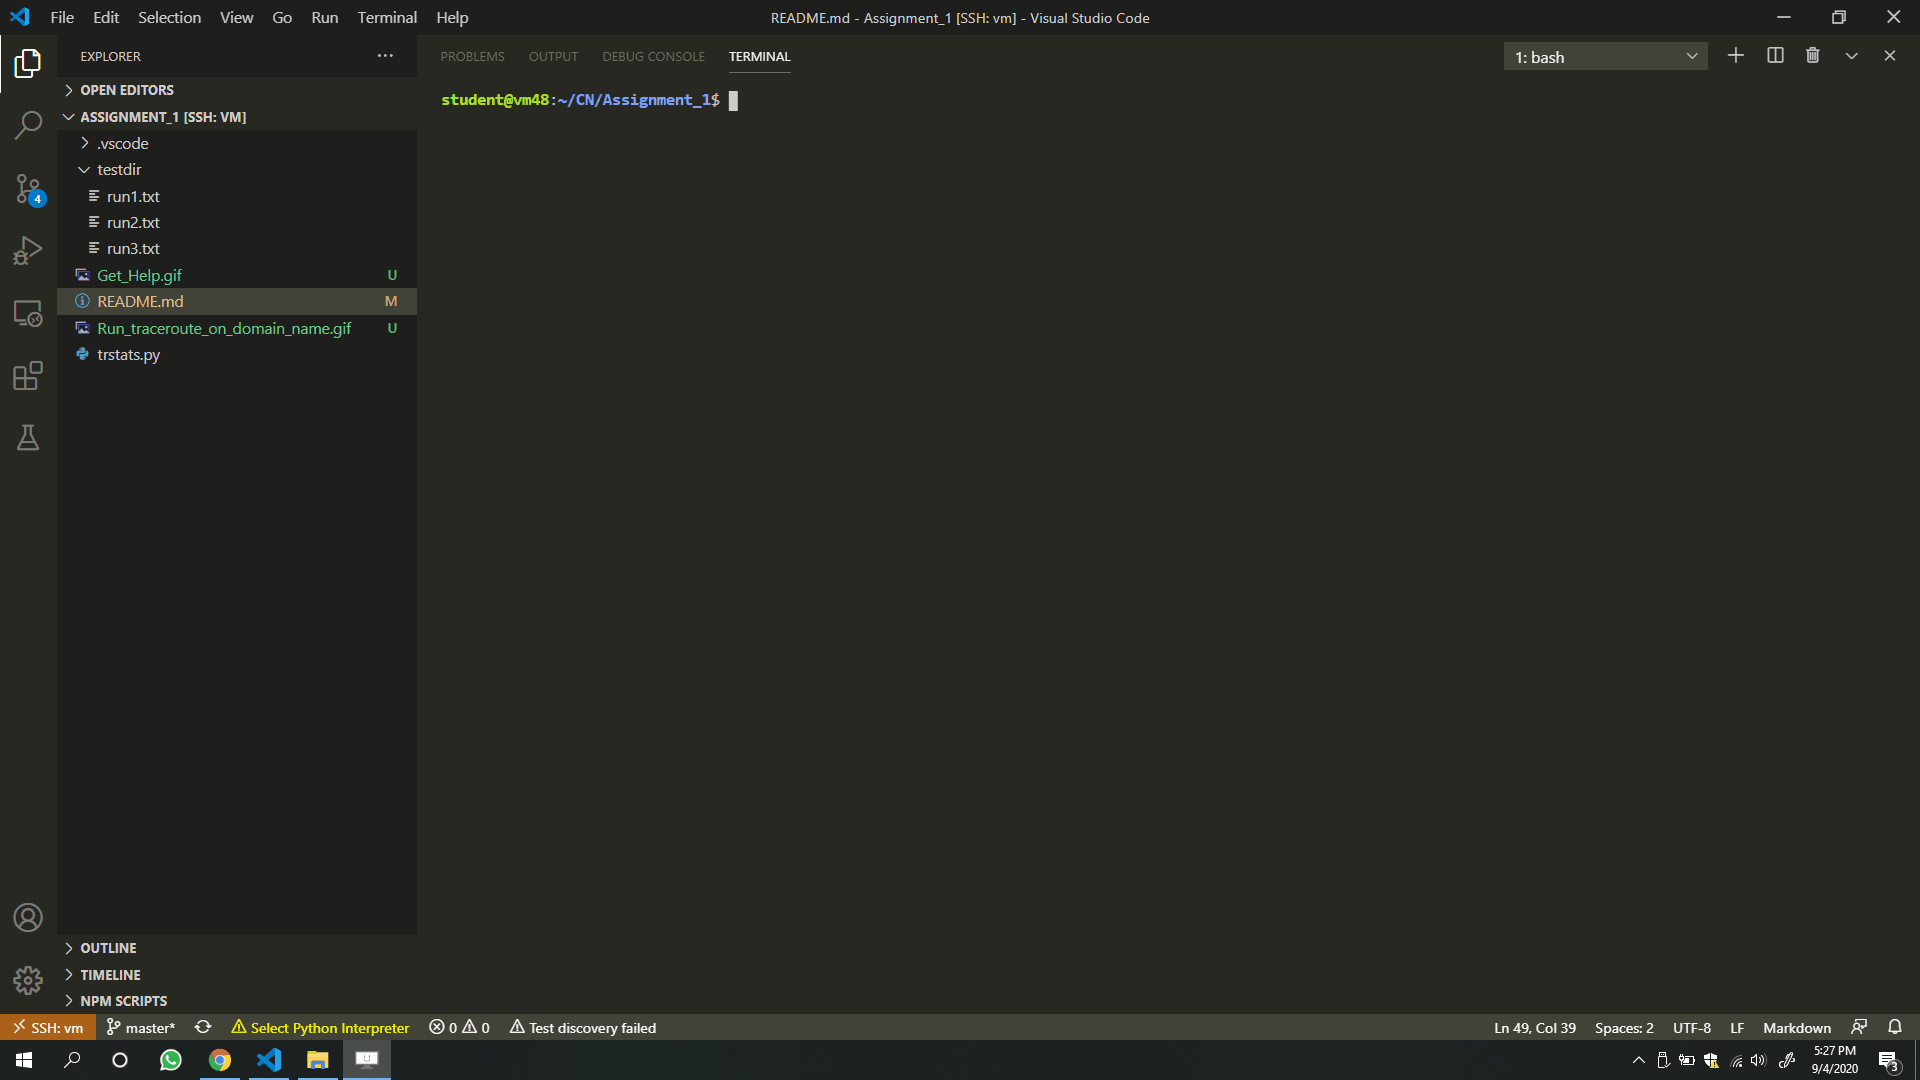 File Edit Selection View Go Run Terminal Help
README.md - Assignment_1 [SSH: vm] - Visual Studio Code
EXPLORER
OPEN EDITORS
ASSIGNMENT_1 [SSH: VM]
.vscode
testdir
run1.txt
run2.txt
run3.txt
Get_Help.gif U
README.md M
Run_traceroute_on_domain_name.gif U
trstats.py
4
OUTLINE
TIMELINE
NPM SCRIPTS
PROBLEMS OUTPUT DEBUG CONSOLE TERMINAL
1: bash
student@vm48:~/CN/Assignment_1$
SSH: vm master* Select Python Interpreter 0 0 Test discovery failed
Ln 49, Col 39 Spaces: 2 UTF-8 LF Markdown
5:27 PM
9/4/2020
3